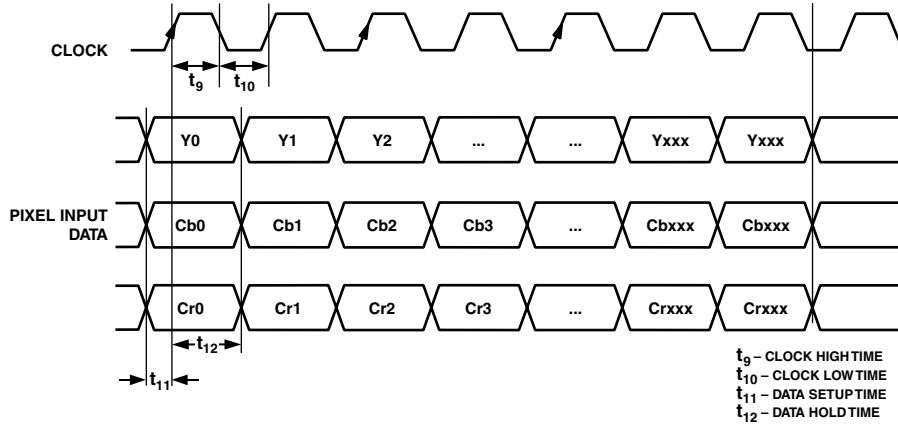 CLOCK
t9
t10
Y0 Y1 Y2 ... ... Yxxx Yxxx
PIXEL INPUT
DATA
Cb0 Cb1 Cb2 Cb3 ... Cbxxx Cbxxx
Cr0 Cr1 Cr2 Cr3 ... Crxxx Crxxx
t12
t11
t9 – CLOCK HIGH TIME
t10 – CLOCK LOW TIME
t11 – DATA SETUP TIME
t12 – DATA HOLD TIME